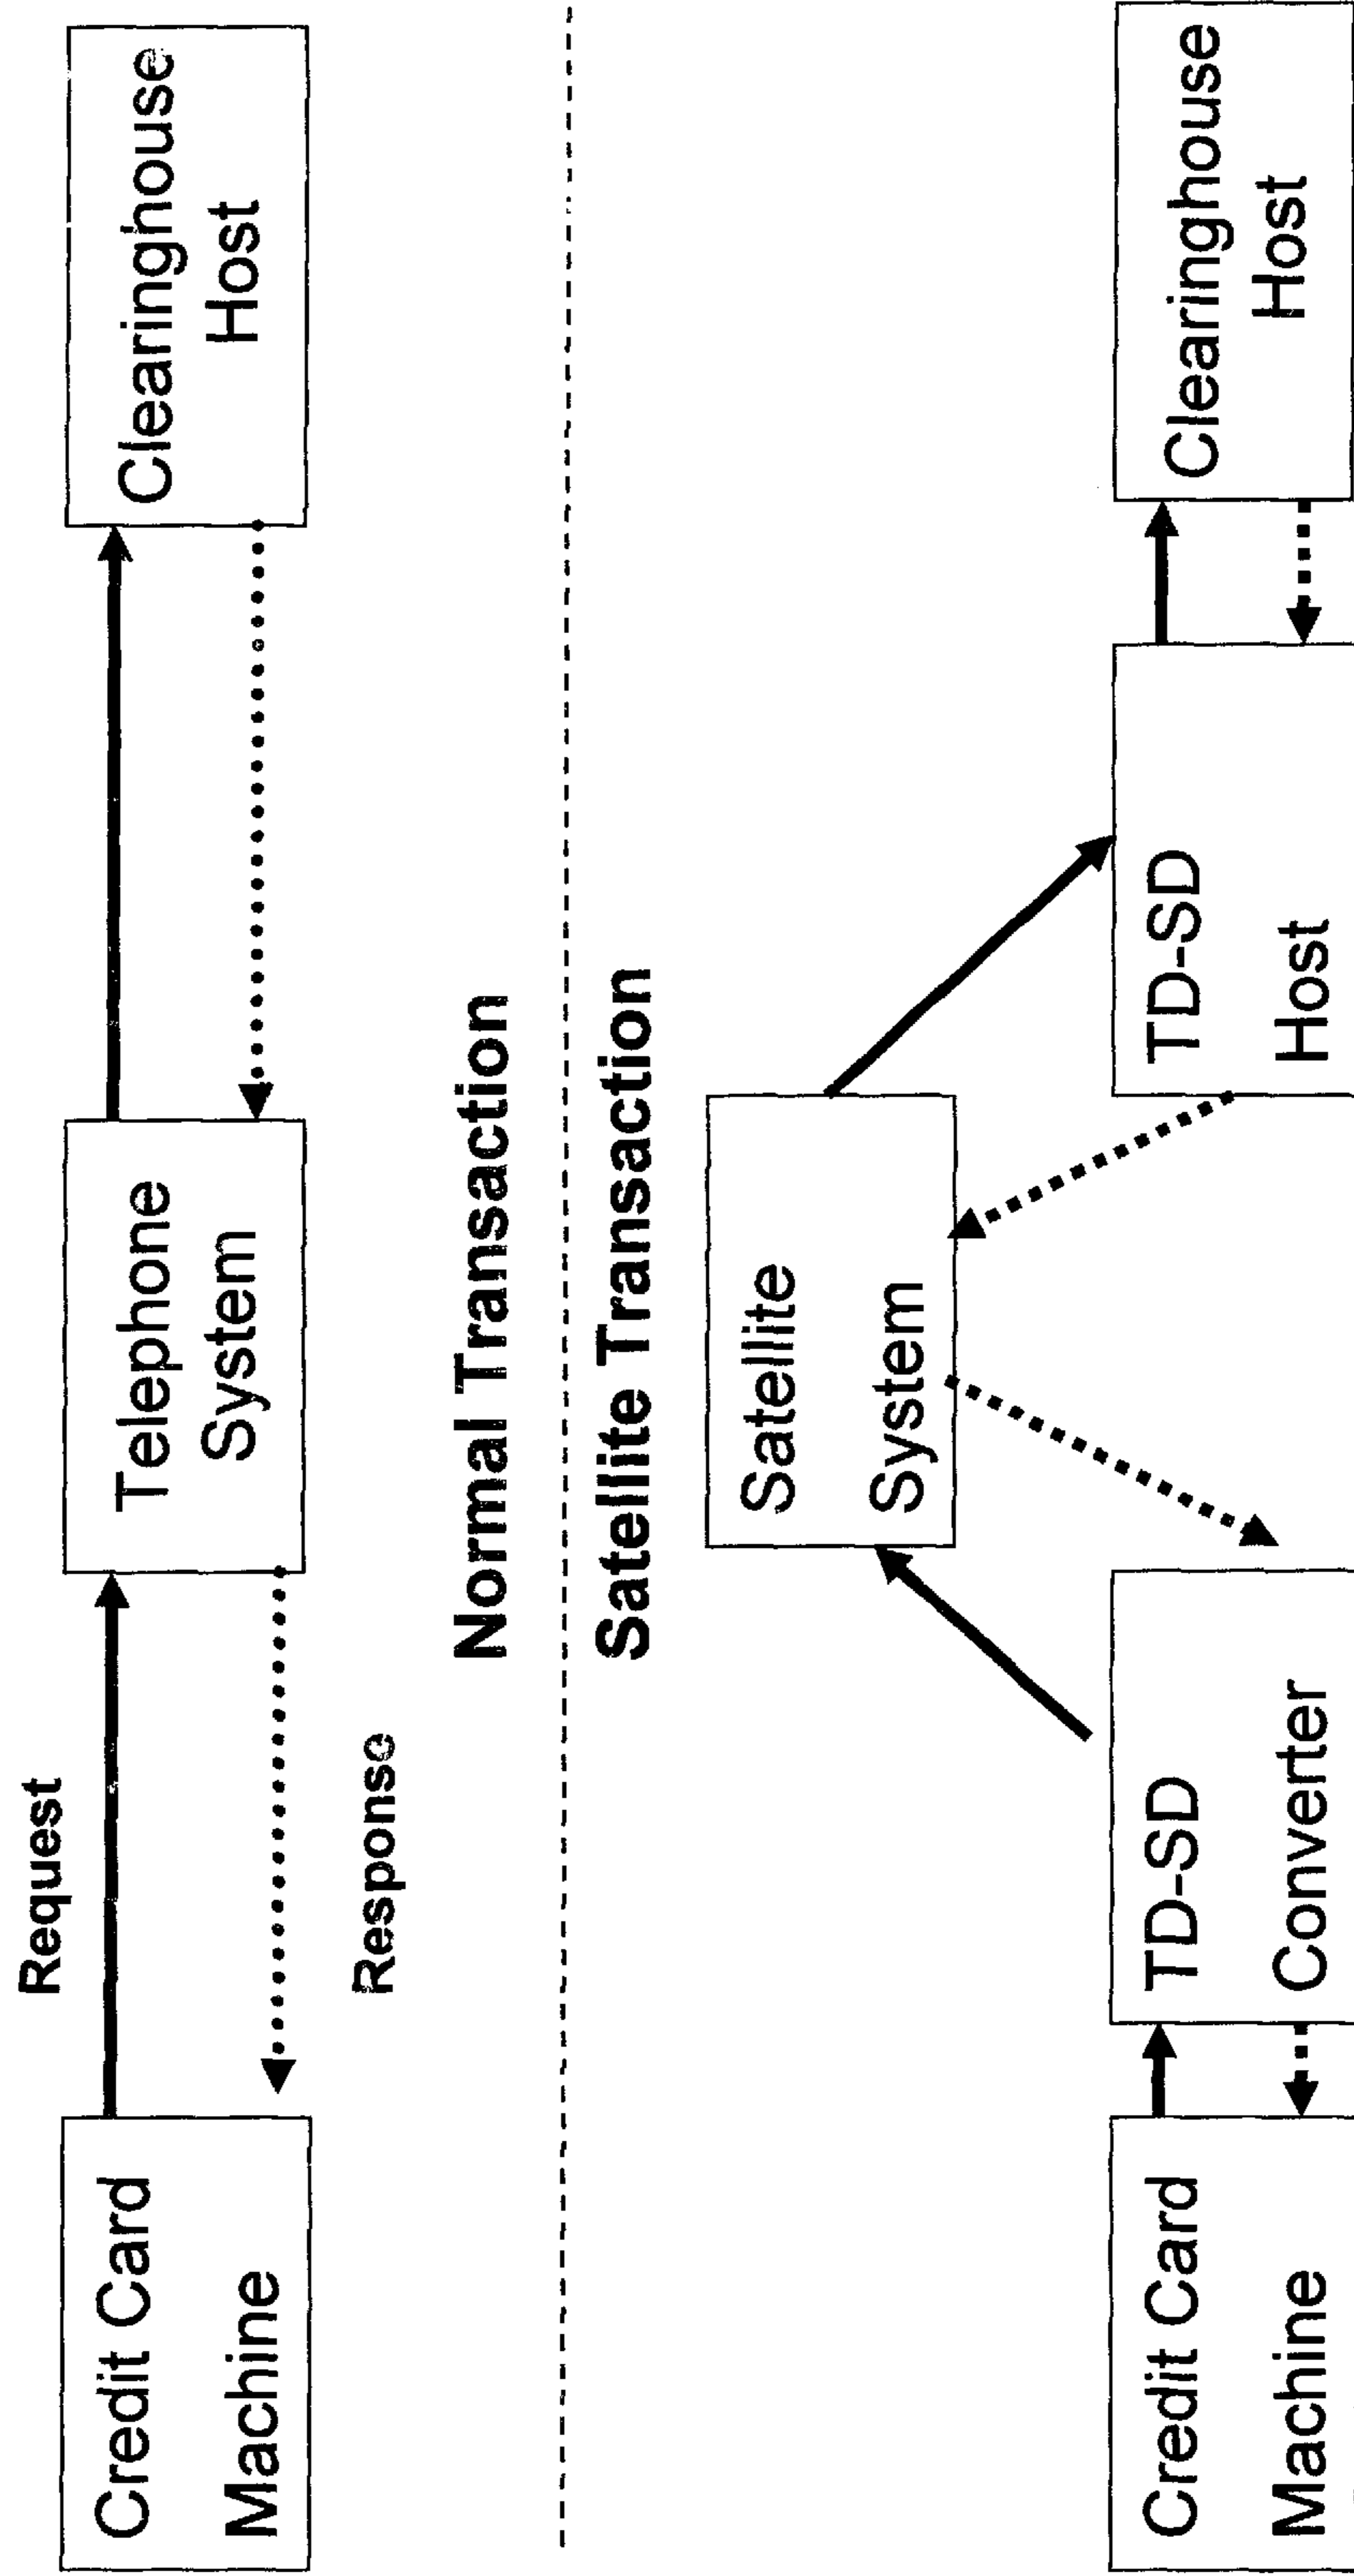 Request
Credit Card
Machine
Telephone
System
Clearinghouse
Host
Response
Normal Transaction
Satellite Transaction
Satellite
System
Credit Card
Machine
TD-SD
Converter
TD-SD
Host
Clearinghouse
Host